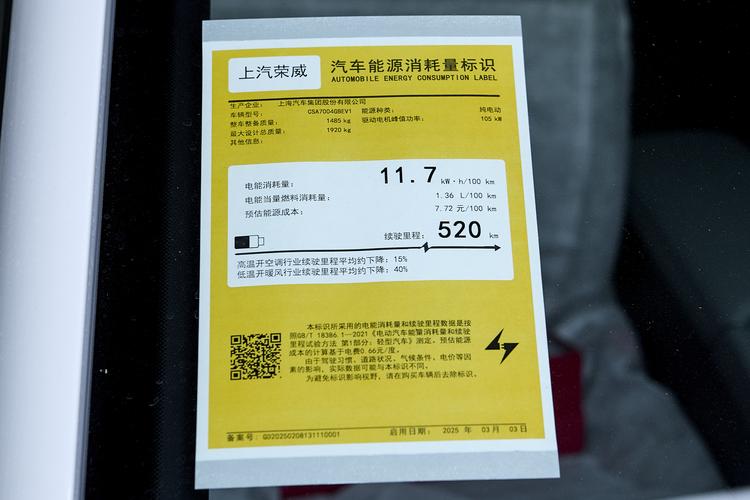 上汽荣威
汽车能源消耗量标识
AUTOMOBILE ENERGY CONSUMPTION LABEL
生产企业： 上海汽车集团股份有限公司
车辆型号： CSA7004GBEV1 能源种类： 纯电动
整车整备质量： 1485 kg 驱动电机峰值功率： 105 kW
最大设计总质量： 1920 kg
其他信息：
电能消耗量： 11.7 kW·h/100 km
电能当量燃料消耗量： 1.36 L/100 km
预估能源成本： 7.72 元/100 km
续驶里程： 520 km
高温开空调行业续驶里程平均约下降：15%
低温开暖风行业续驶里程平均约下降：40%
本标识所采用的电能消耗量和续驶里程数据是按
照GB/T 18386.1—2021《电动汽车能量消耗量和续驶
里程试验方法 第1部分：轻型汽车》测定。预估能源
成本的计算基于电费0.66元/度。
由于驾驶习惯、道路状况、气候条件、电价等因
素的影响，实际数据可能与本标识不同。
为避免标识影响视野，请在购买车辆后去除标识。
备案号：G020250208131110001 启用日期： 2025 年 03月 03日